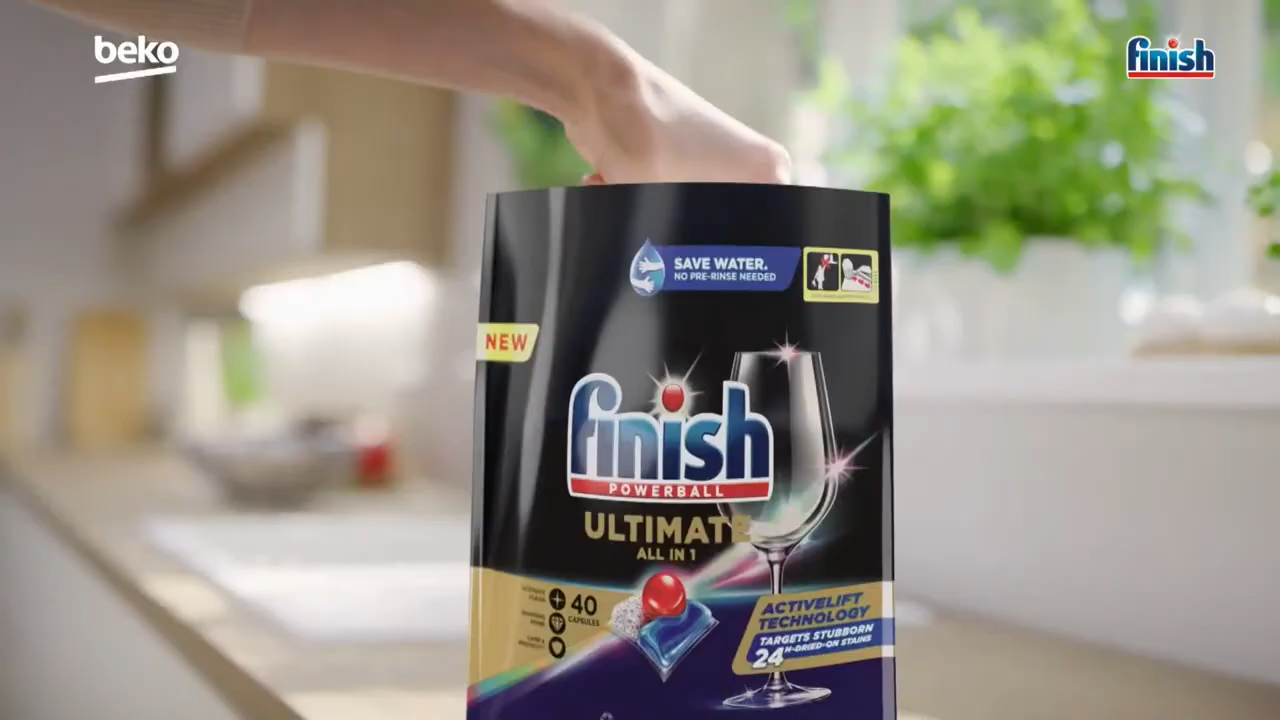 beko
finish
SAVE WATER.
NO PRE-RINSE NEEDED
NEW
finish
POWERBALL
ULTIMATE
ALL IN 1
40
CAPSULES
ACTIVELIFT
TECHNOLOGY
TARGETS STUBBORN
24H-DRIED-ON STAINS